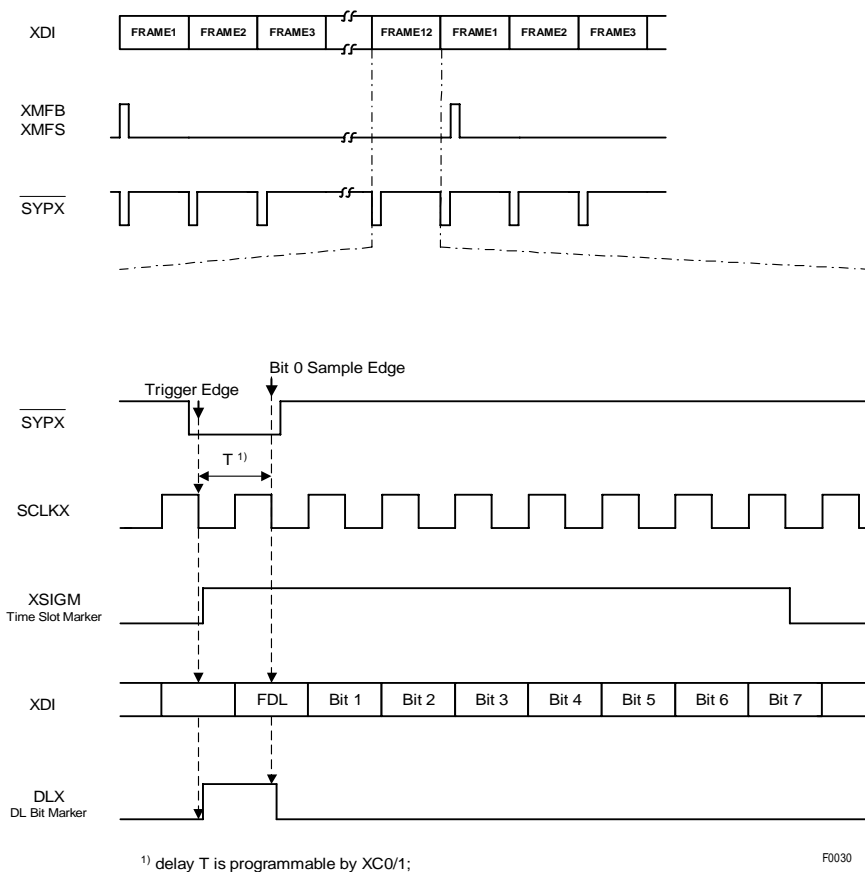 XDI
FRAME1 FRAME2 FRAME3 FRAME12 FRAME1 FRAME2 FRAME3
XMFB
XMFS
SYPX
Bit 0 Sample Edge
Trigger Edge
SYPX
T 1)
SCLKX
XSIGM
Time Slot Marker
XDI
FDL Bit 1 Bit 2 Bit 3 Bit 4 Bit 5 Bit 6 Bit 7
DLX
DL Bit Marker
1) delay T is programmable by XC0/1;
F0030